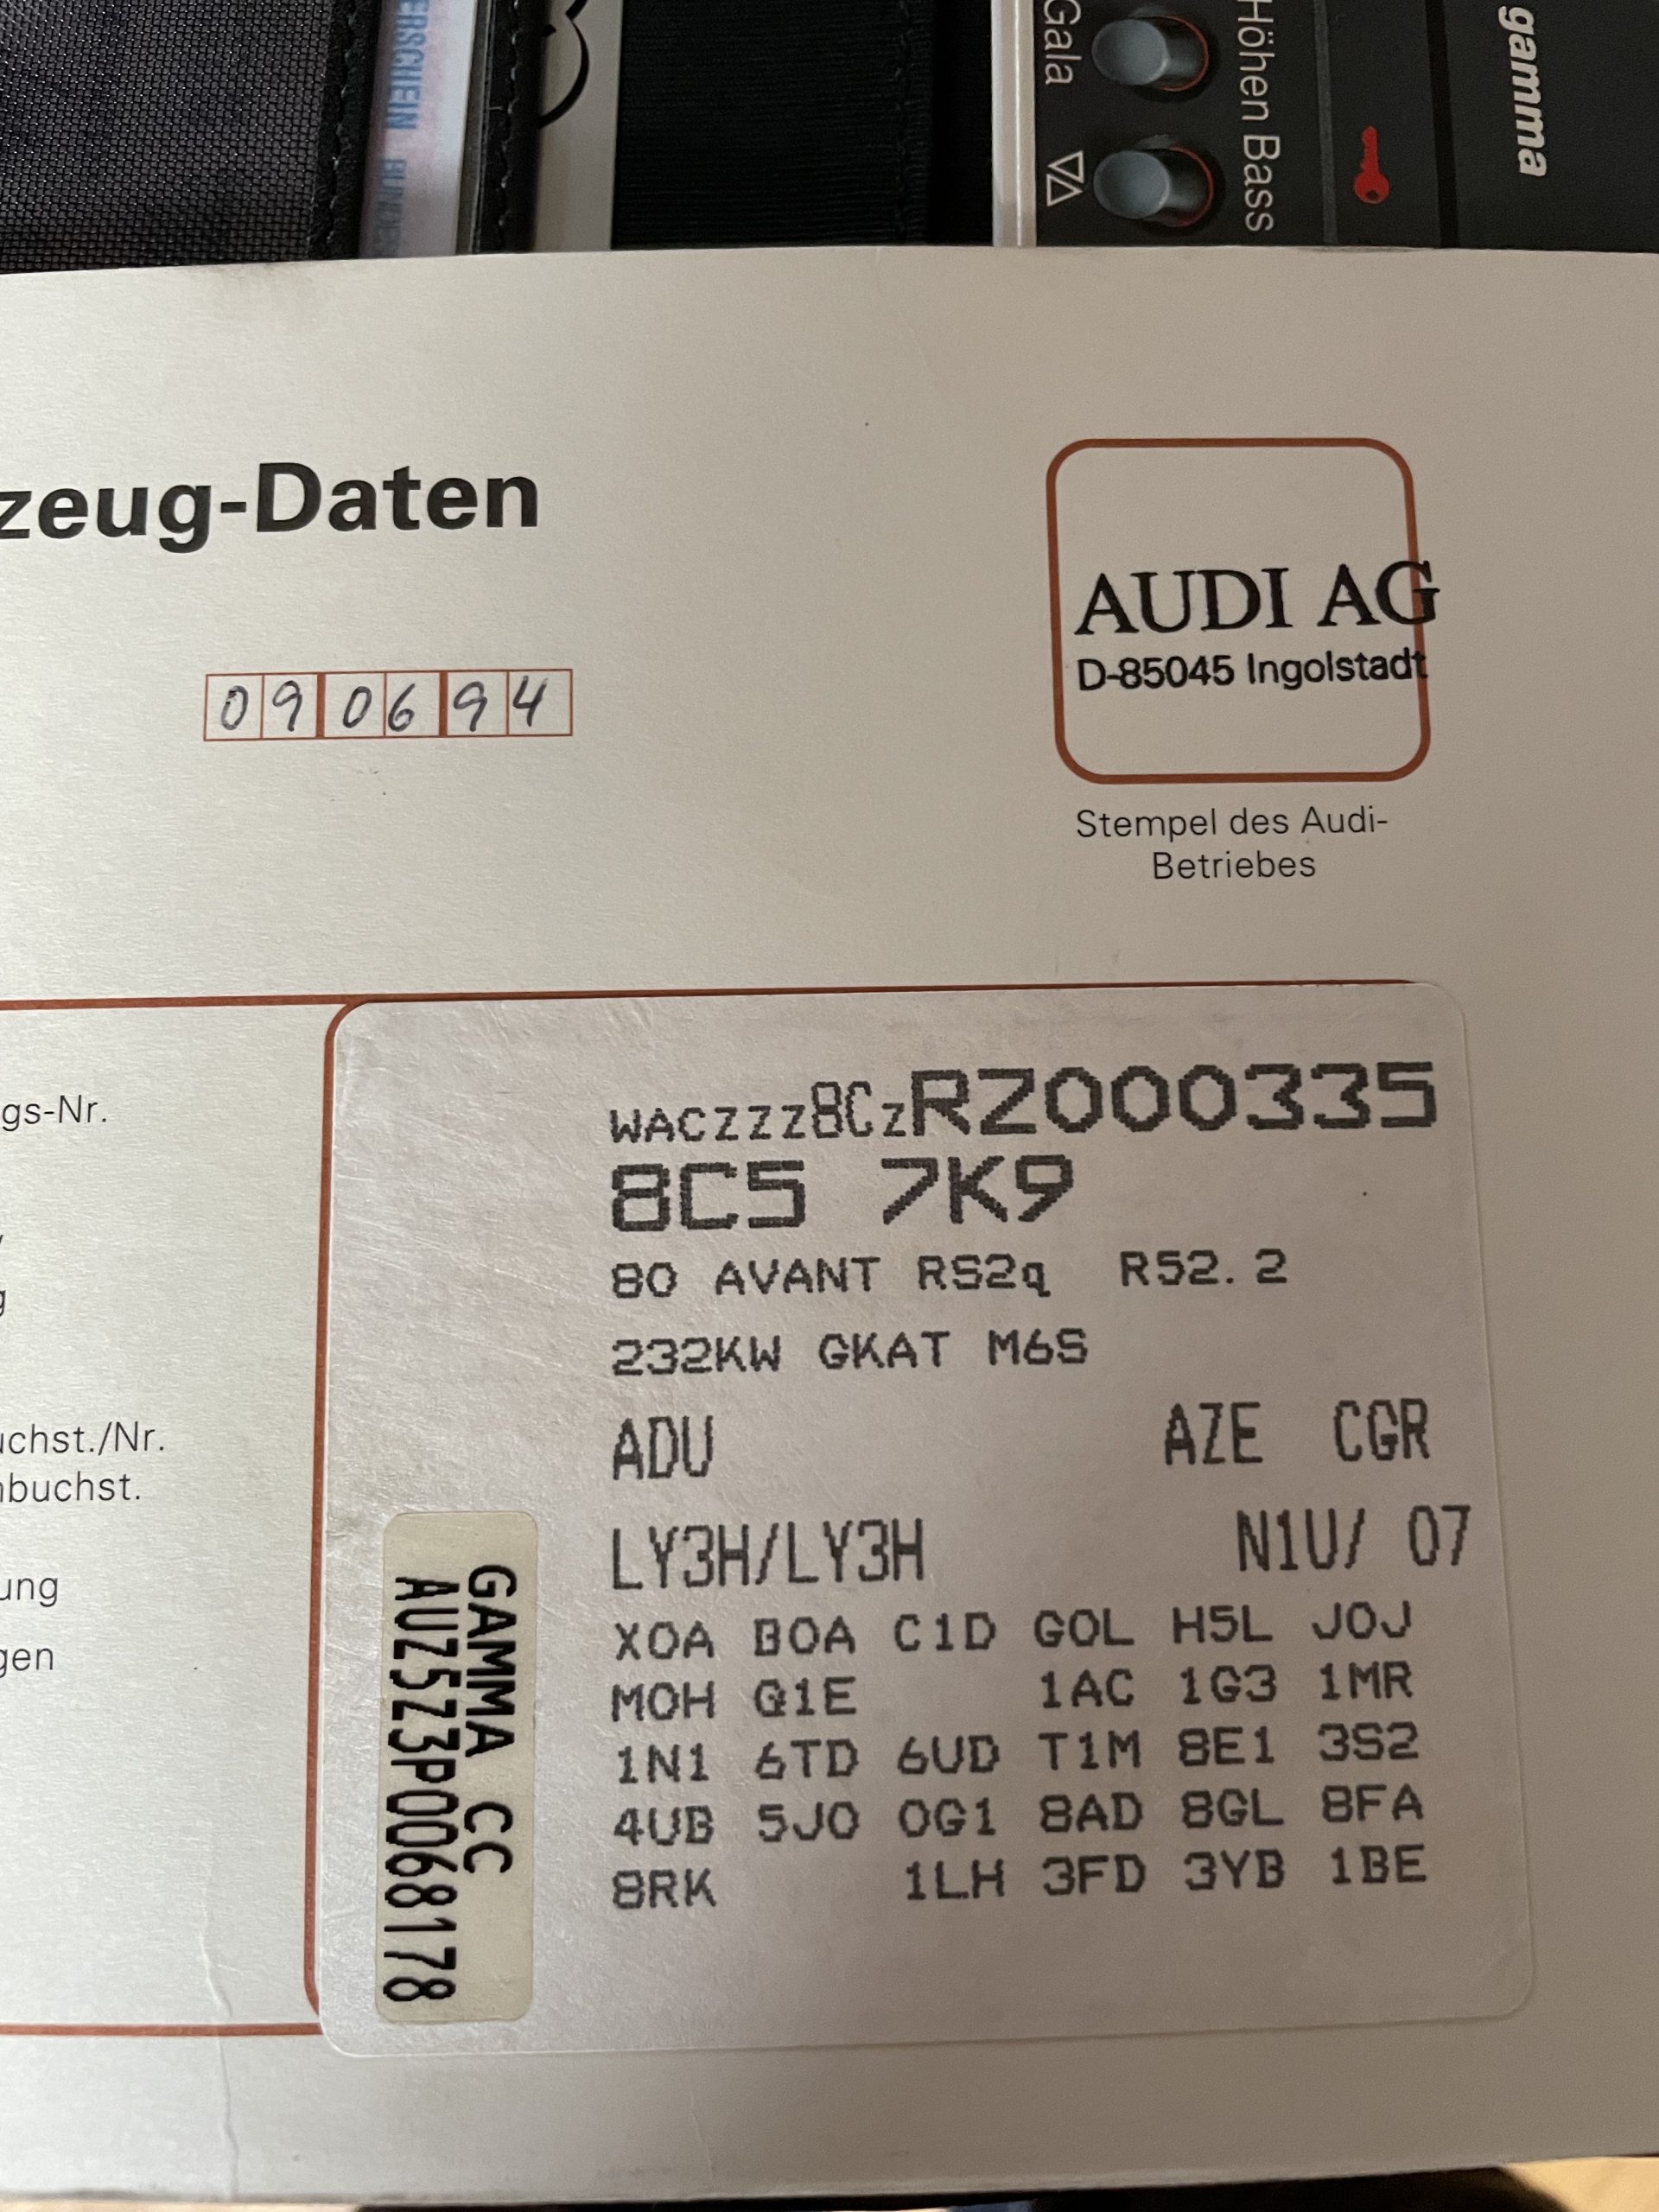 ERSCHEIN BUNDES
Gala
Höhen Bass
gamma
zeug-Daten
AUDI AG
D-85045 Ingolstadt
090694
Stempel des Audi-
Betriebes
gs-Nr.
WACZZZ8CZRZ000335
8C5 7K9
80 AVANT RS2q R52.2
g
232KW GKAT M6S
ADU AZE CGR
uchst./Nr.
nbuchst.
LY3H/LY3H N1U/ 07
ung
X0A B0A C1D G0L H5L J0J
gen
M0H Q1E 1AC 1G3 1MR
1N1 6TD 6UD T1M 8E1 3S2
4UB 5J0 0G1 8AD 8GL 8FA
8RK 1LH 3FD 3YB 1BE
GAMMA CC
AUZ5Z3P0068178